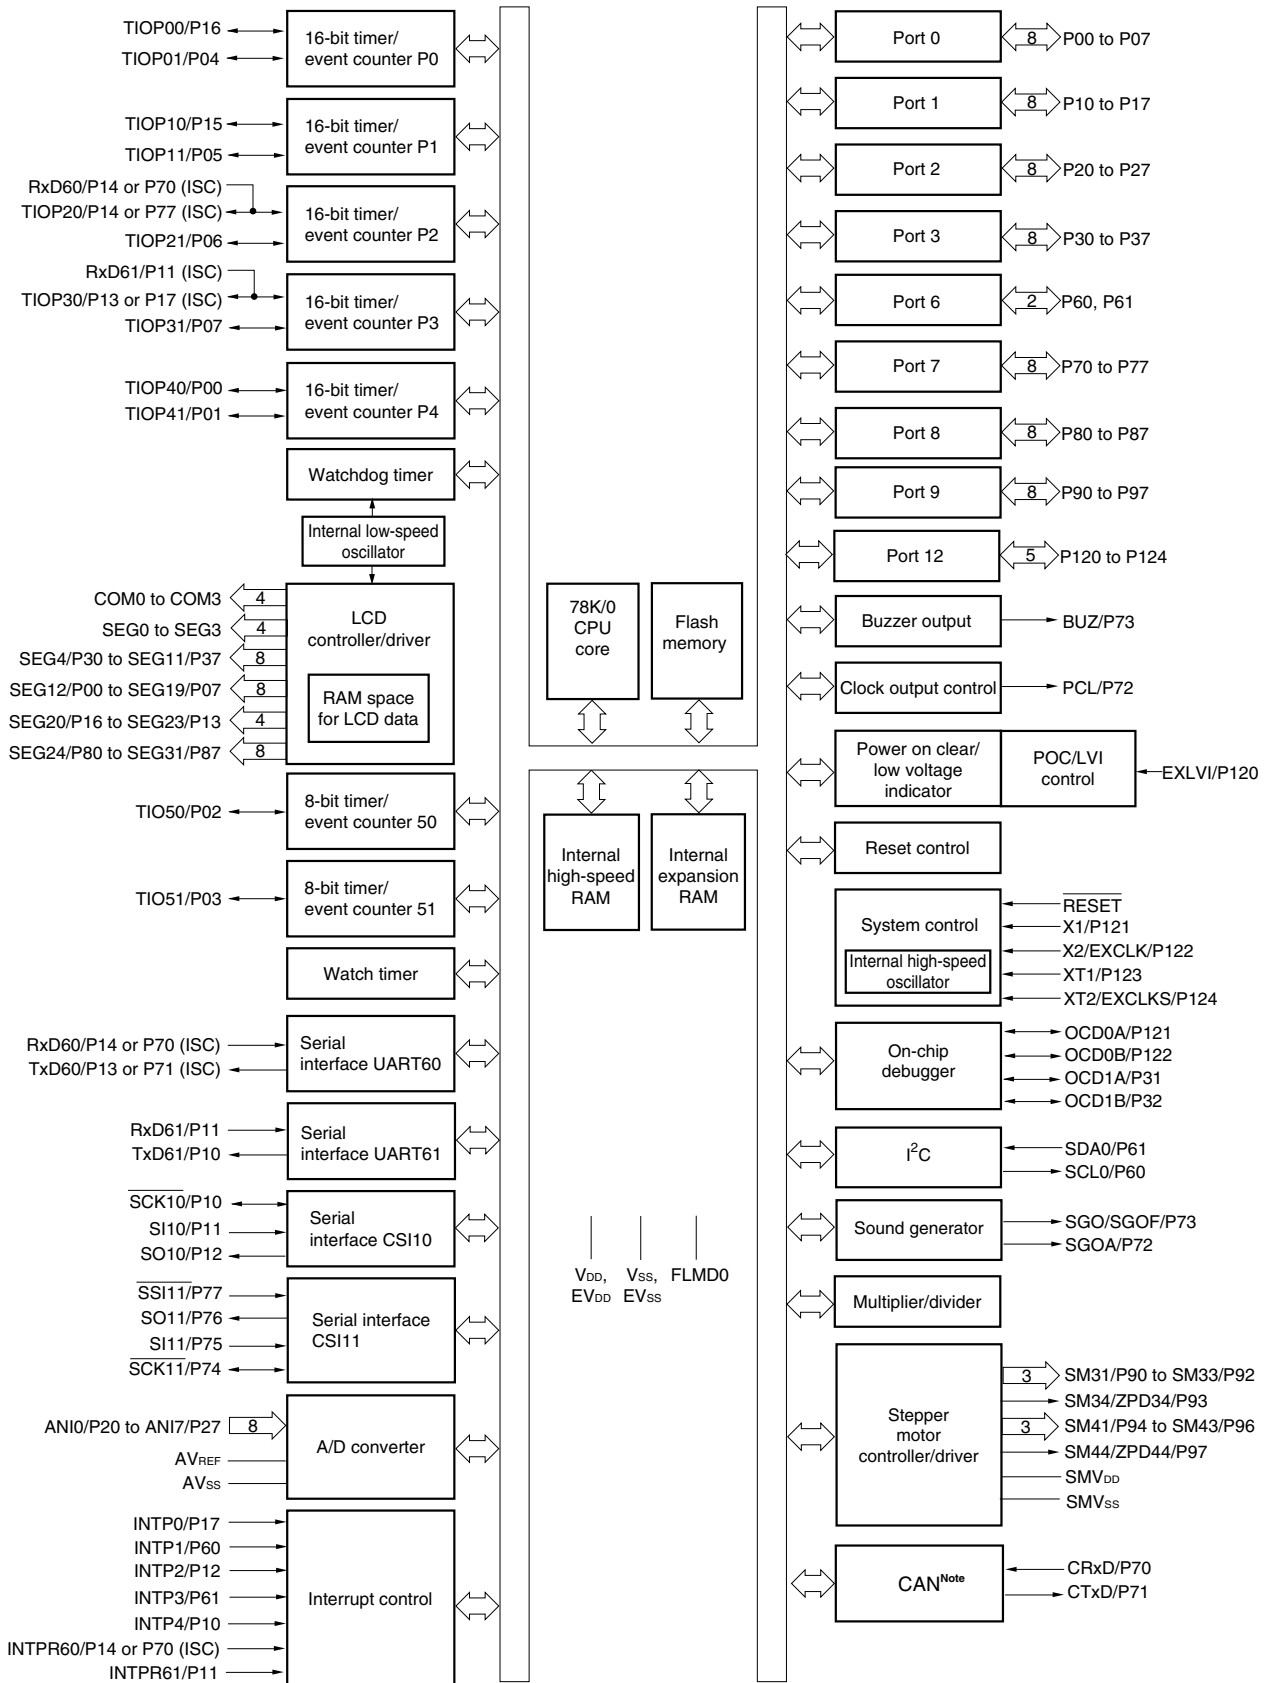 TIOP00/P16
TIOP01/P04
16-bit timer/
event counter P0
TIOP10/P15
TIOP11/P05
16-bit timer/
event counter P1
RxD60/P14 or P70 (ISC)
TIOP20/P14 or P77 (ISC)
TIOP21/P06
16-bit timer/
event counter P2
RxD61/P11 (ISC)
TIOP30/P13 or P17 (ISC)
TIOP31/P07
16-bit timer/
event counter P3
TIOP40/P00
TIOP41/P01
16-bit timer/
event counter P4
Watchdog timer
Internal low-speed
oscillator
COM0 to COM3
4
SEG0 to SEG3
4
SEG4/P30 to SEG11/P37
8
SEG12/P00 to SEG19/P07
8
SEG20/P16 to SEG23/P13
4
SEG24/P80 to SEG31/P87
8
LCD
controller/driver
RAM space
for LCD data
TIO50/P02
8-bit timer/
event counter 50
TIO51/P03
8-bit timer/
event counter 51
Watch timer
RxD60/P14 or P70 (ISC)
TxD60/P13 or P71 (ISC)
Serial
interface UART60
RxD61/P11
TxD61/P10
Serial
interface UART61
SCK10/P10
SI10/P11
SO10/P12
Serial
interface CSI10
SSI11/P77
SO11/P76
SI11/P75
SCK11/P74
Serial interface
CSI11
ANI0/P20 to ANI7/P27
8
AVREF
AVSS
A/D converter
INTP0/P17
INTP1/P60
INTP2/P12
INTP3/P61
INTP4/P10
INTPR60/P14 or P70 (ISC)
INTPR61/P11
Interrupt control
78K/0
CPU
core
Flash
memory
Internal
high-speed
RAM
Internal
expansion
RAM
VDD,
EVDD
VSS,
EVSS
FLMD0
Port 0
8
P00 to P07
Port 1
8
P10 to P17
Port 2
8
P20 to P27
Port 3
8
P30 to P37
Port 6
2
P60, P61
Port 7
8
P70 to P77
Port 8
8
P80 to P87
Port 9
8
P90 to P97
Port 12
5
P120 to P124
Buzzer output
BUZ/P73
Clock output control
PCL/P72
Power on clear/
low voltage
indicator
POC/LVI
control
EXLVI/P120
Reset control
System control
Internal high-speed
oscillator
RESET
X1/P121
X2/EXCLK/P122
XT1/P123
XT2/EXCLKS/P124
On-chip
debugger
OCD0A/P121
OCD0B/P122
OCD1A/P31
OCD1B/P32
I²C
SDA0/P61
SCL0/P60
Sound generator
SGO/SGOF/P73
SGOA/P72
Multiplier/divider
Stepper
motor
controller/driver
3
SM31/P90 to SM33/P92
SM34/ZPD34/P93
3
SM41/P94 to SM43/P96
SM44/ZPD44/P97
SMVDD
SMVSS
CANNote
CRxD/P70
CTxD/P71